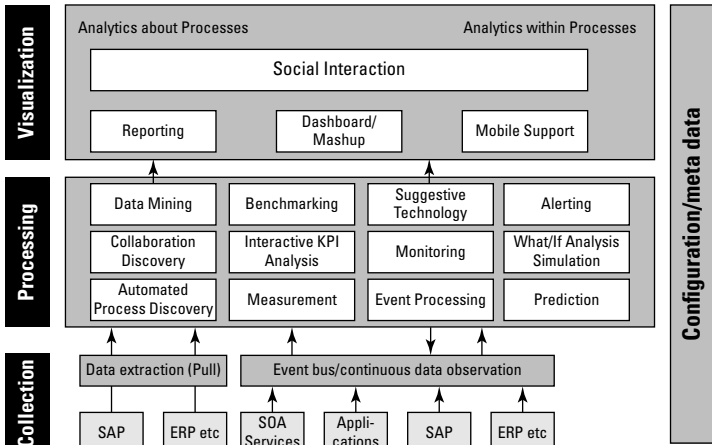 Visualization
Analytics about Processes
Analytics within Processes
Social Interaction
Reporting
Dashboard/
Mashup
Mobile Support
Processing
Data Mining
Benchmarking
Suggestive
Technology
Alerting
Collaboration
Discovery
Interactive KPI
Analysis
Monitoring
What/If Analysis
Simulation
Automated
Process Discovery
Measurement
Event Processing
Prediction
Collection
Data extraction (Pull)
Event bus/continuous data observation
SAP
ERP etc
SOA
Services
Appli-
cations
SAP
ERP etc
Configuration/meta data